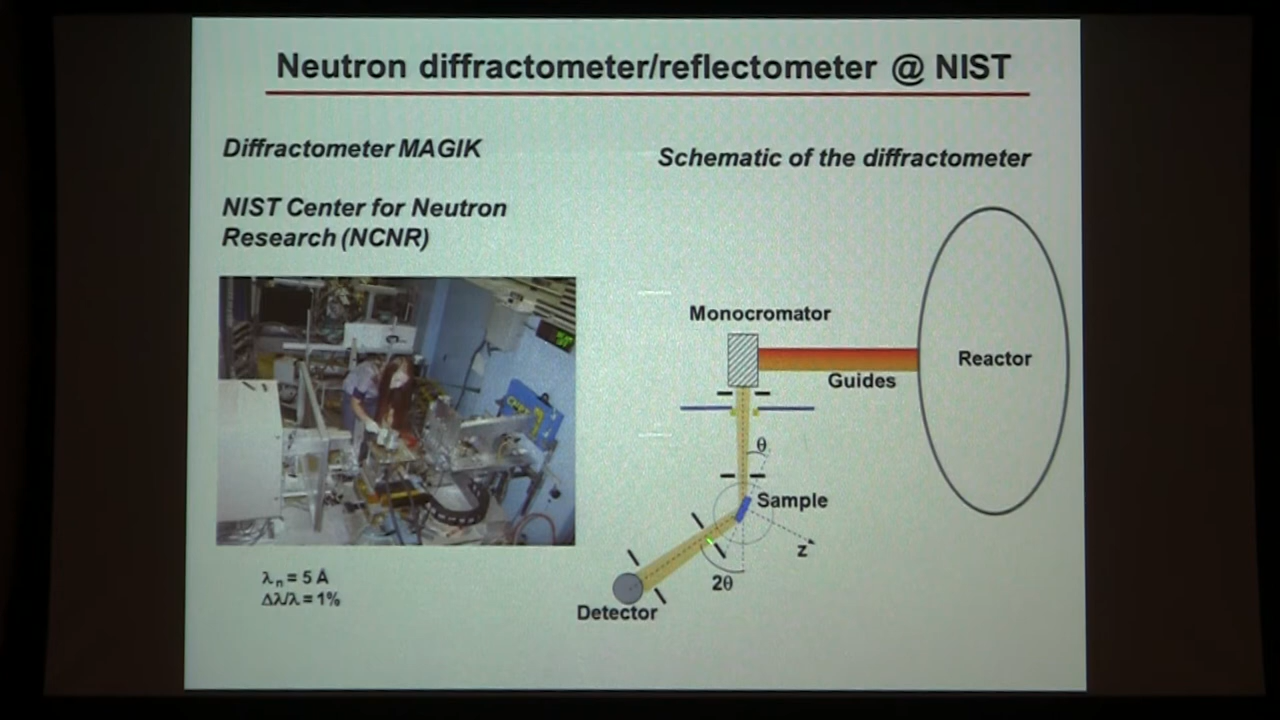 Neutron diffractometer/reflectometer @ NIST
Diffractometer MAGIK
NIST Center for Neutron
Research (NCNR)
λn = 5 Å
Δλ/λ = 1%
Schematic of the diffractometer
Monocromator
Reactor
Guides
θ
Sample
z
2θ
Detector